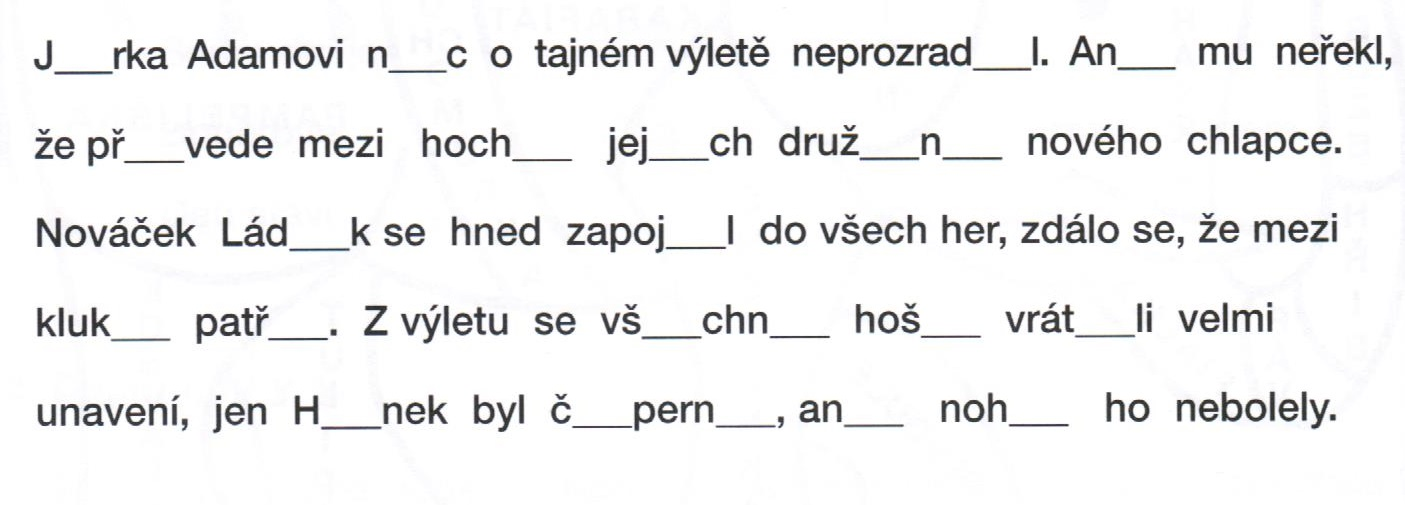 J___rka Adamovi n___c o tajném výletě neprozrad___l. An___ mu neřekl,
že př___vede mezi hoch___ jej___ch druž___n___ nového chlapce.
Nováček Lád___k se hned zapoj___l do všech her, zdálo se, že mezi
kluk___ patř___. Z výletu se vš___chn___ hoš___ vrát___li velmi
unavení, jen H___nek byl č___pern___, an___ noh___ ho nebolely.